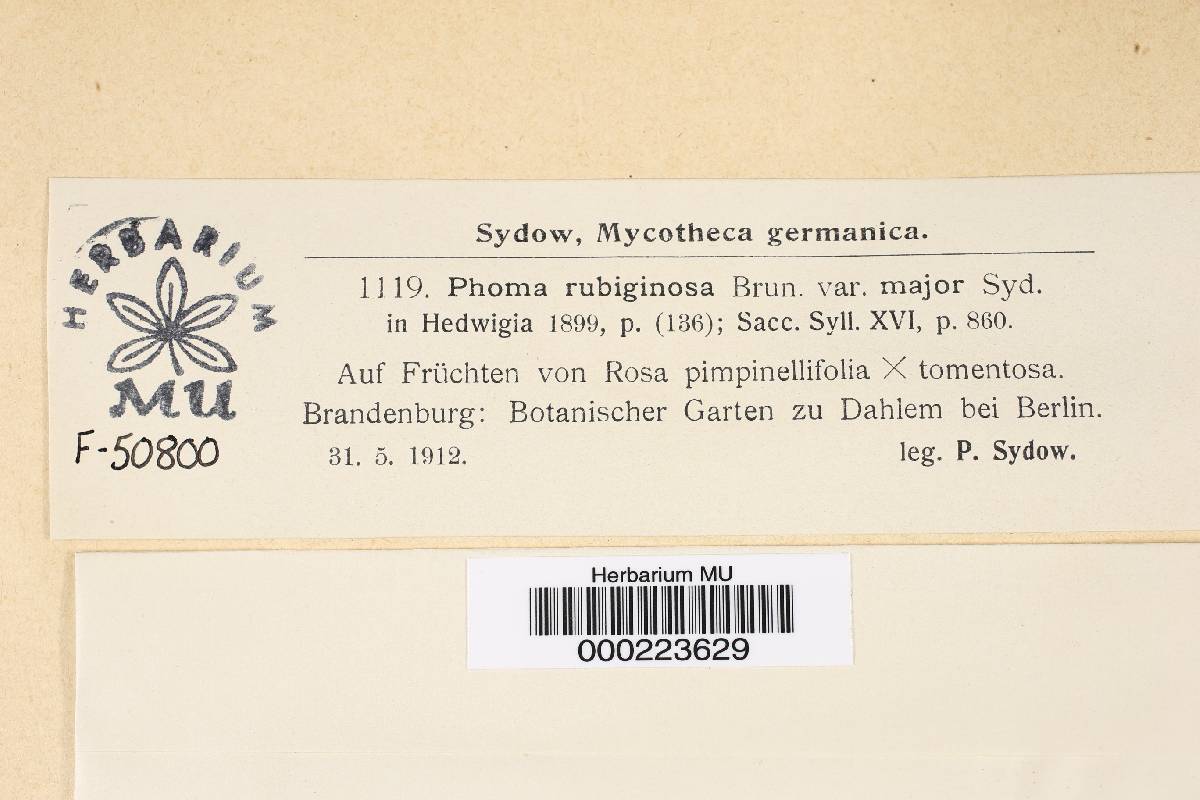 HERBARIUM
MU
F-50800
Sydow, Mycotheca germanica.
1119. Phoma rubiginosa Brun. var. major Syd.
in Hedwigia 1899, p. (136); Sacc. Syll. XVI, p. 860.
Auf Früchten von Rosa pimpinellifolia × tomentosa.
Brandenburg: Botanischer Garten zu Dahlem bei Berlin.
31. 5. 1912. leg. P. Sydow.
Herbarium MU
000223629